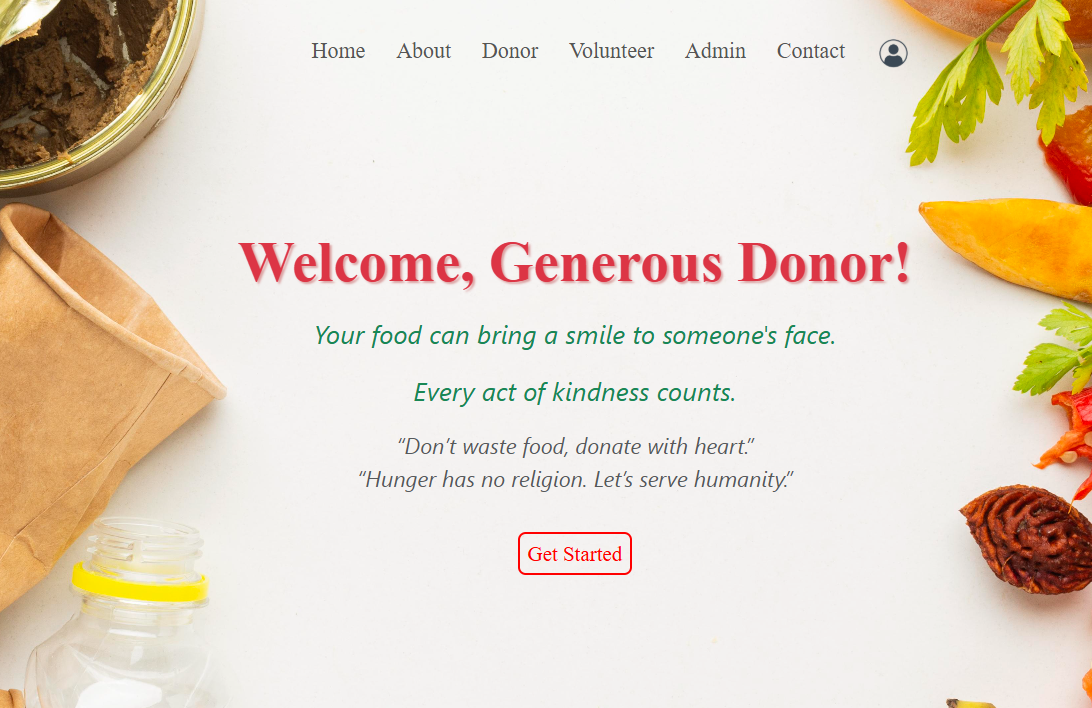 Home About Donor Volunteer Admin Contact
Welcome, Generous Donor!
Your food can bring a smile to someone's face.
Every act of kindness counts.
“Don’t waste food, donate with heart.”
“Hunger has no religion. Let’s serve humanity.”
Get Started